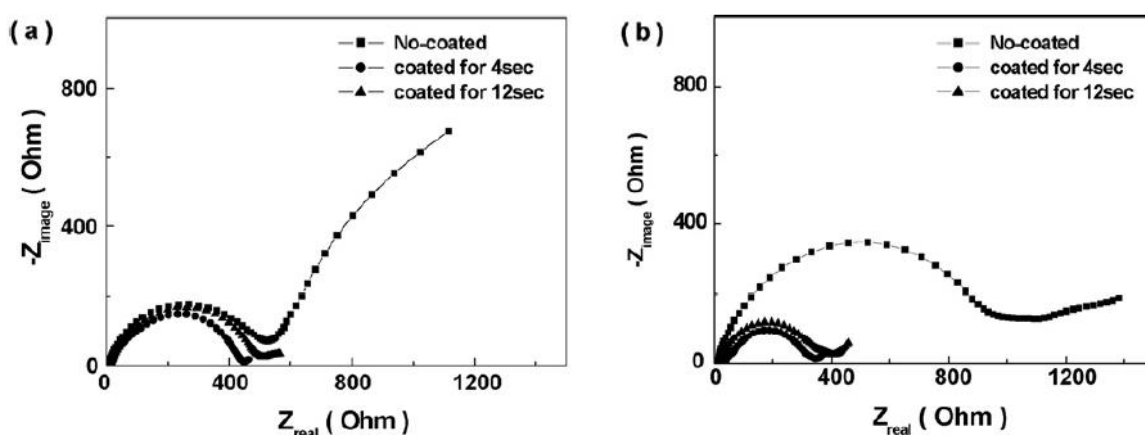 ( a )
No-coated
coated for 4sec
coated for 12sec
800
400
0
-Z_image ( Ohm )
0 400 800 1200
Z_real ( Ohm )
( b )
No-coated
coated for 4sec
coated for 12sec
800
400
0
-Z_image ( Ohm )
0 400 800 1200
Z_real ( Ohm )